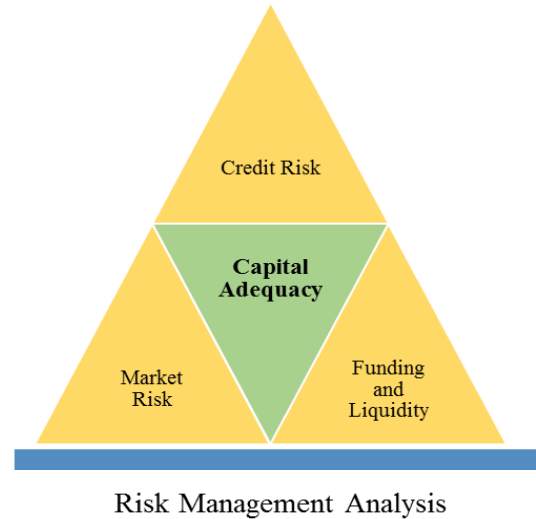 Credit Risk
Capital
Adequacy
Market
Risk
Funding
and
Liquidity
Risk Management Analysis